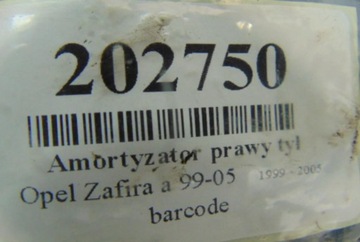 202750
Amortyzator prawy tył
Opel Zafira a 99-05 1999 - 2005
barcode